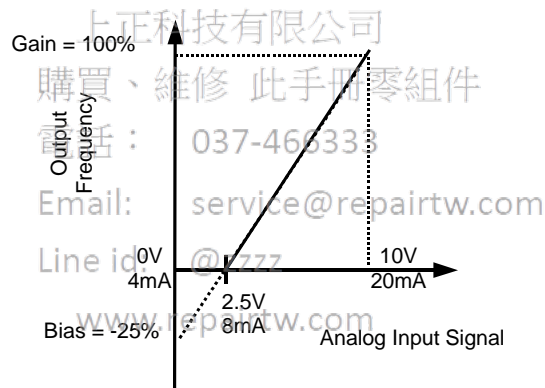 上正科技有限公司
Gain = 100%
購買、維修 此手冊零組件
Output
Frequency
電話： 037-466333
Email: service@repairtw.com
Line id: @zzzz
0V
4mA
10V
20mA
2.5V
8mA
Bias = -25%
www.repairtw.com
Analog Input Signal